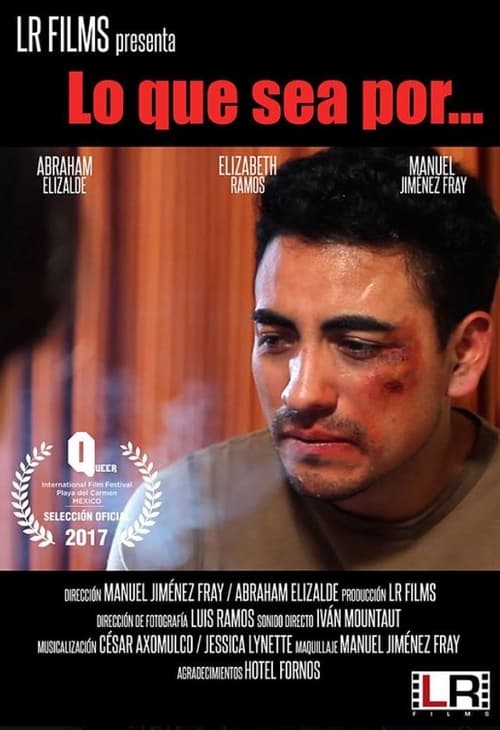 LR FILMS presenta
Lo que sea por...
ABRAHAM
ELIZALDE
ELIZABETH
RAMOS
MANUEL
JIMENEZ FRAY
Q
UEER
International Film Festival
Playa del Carmen
MEXICO
SELECCIÓN OFICIAL
2017
DIRECCIÓN MANUEL JIMÉNEZ FRAY / ABRAHAM ELIZALDE PRODUCCIÓN LR FILMS
DIRECCIÓN DE FOTOGRAFÍA LUIS RAMOS SONIDO DIRECTO IVÁN MOUNTAUT
MUSICALIZACIÓN CÉSAR AXOMULCO / JESSICA LYNETTE MAQUILLAJE MANUEL JIMÉNEZ FRAY
AGRADECIMIENTOS HOTEL FORNOS
LR
FILMS